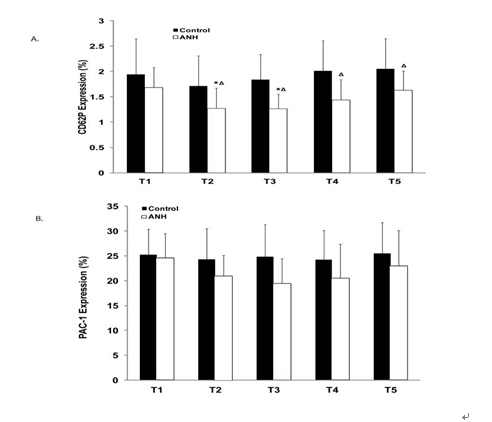 A.
CD62P Expression (%)
3
2.5
2
1.5
1
0.5
0
Control
ANH
*Δ
*Δ
Δ
Δ
T1 T2 T3 T4 T5
B.
PAC-1 Expression (%)
35
30
25
20
15
10
5
0
Control
ANH
T1 T2 T3 T4 T5